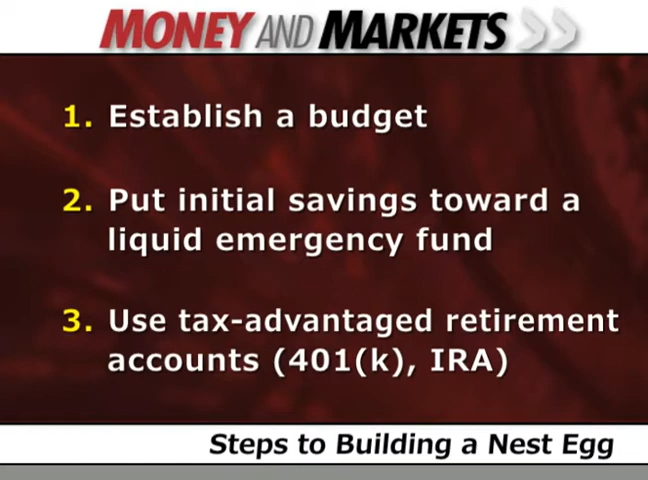 MONEY AND MARKETS
1. Establish a budget
2. Put initial savings toward a
liquid emergency fund
3. Use tax-advantaged retirement
accounts (401(k), IRA)
Steps to Building a Nest Egg